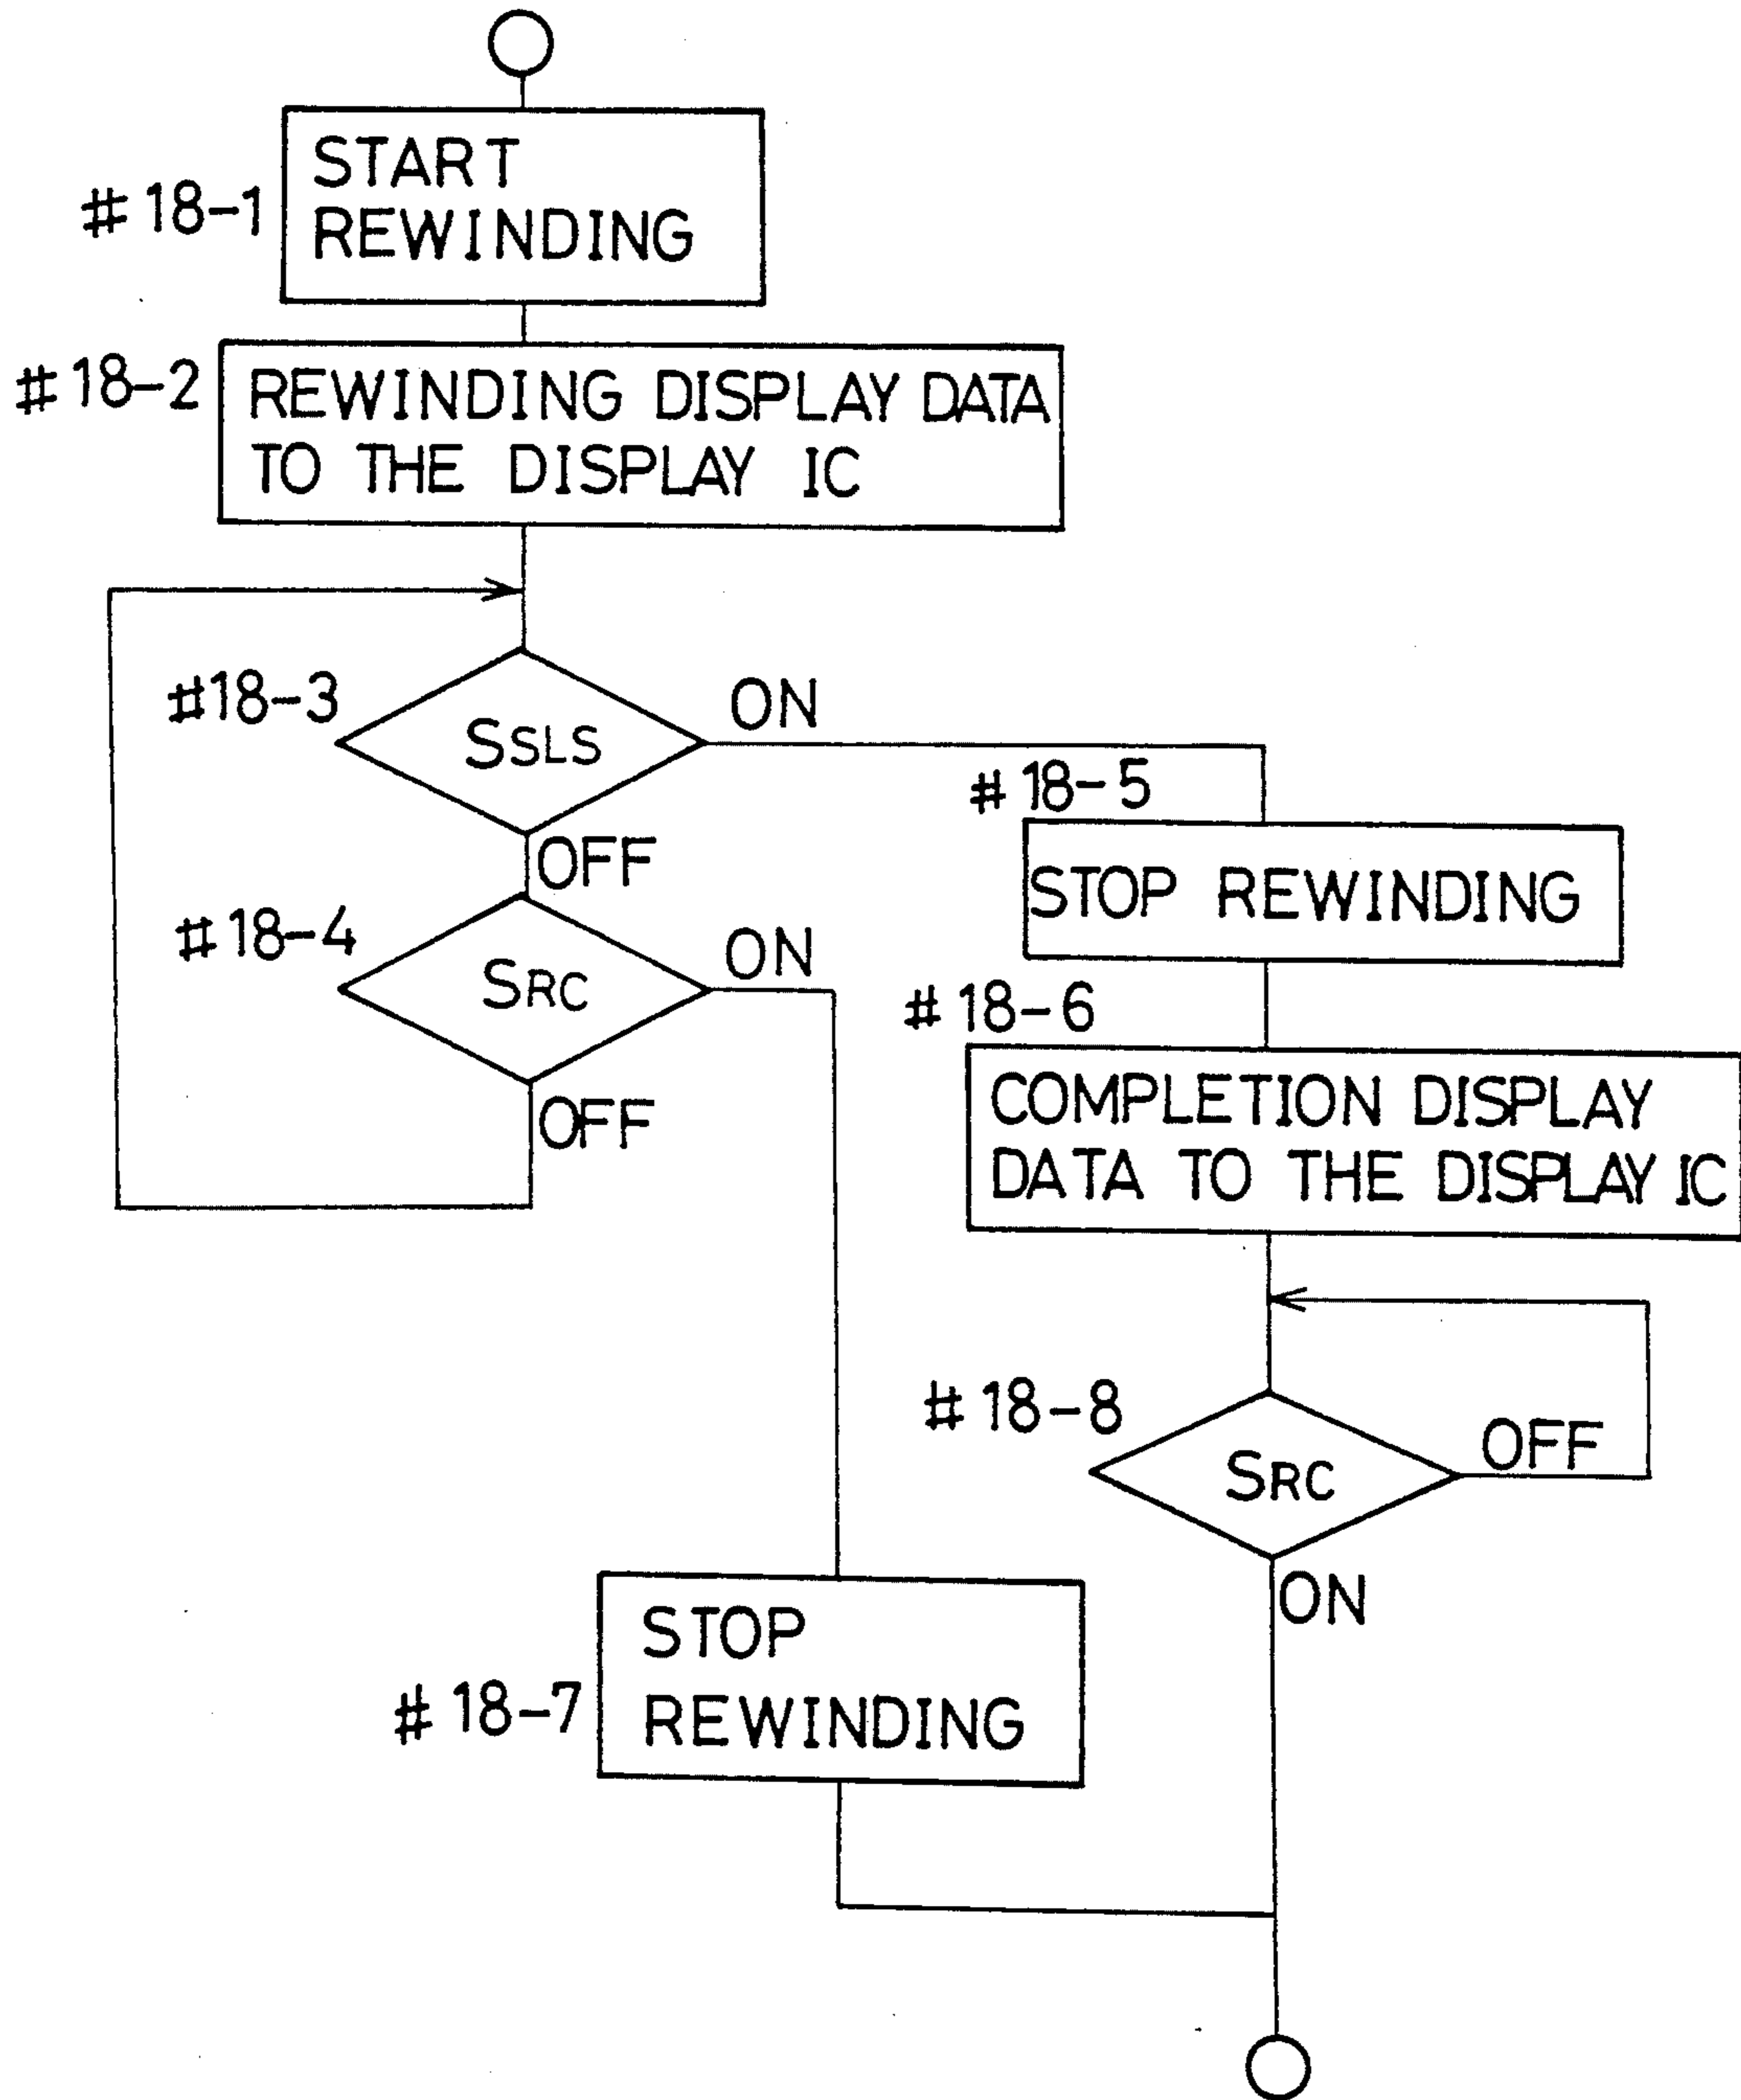 # 18-1
START
REWINDING
# 18-2
REWINDING DISPLAY DATA
TO THE DISPLAY IC
#18-3
SSLS
ON
OFF
# 18-4
SRC
ON
OFF
# 18-5
STOP REWINDING
# 18-6
COMPLETION DISPLAY
DATA TO THE DISPLAY IC
# 18-8
SRC
OFF
ON
# 18-7
STOP
REWINDING